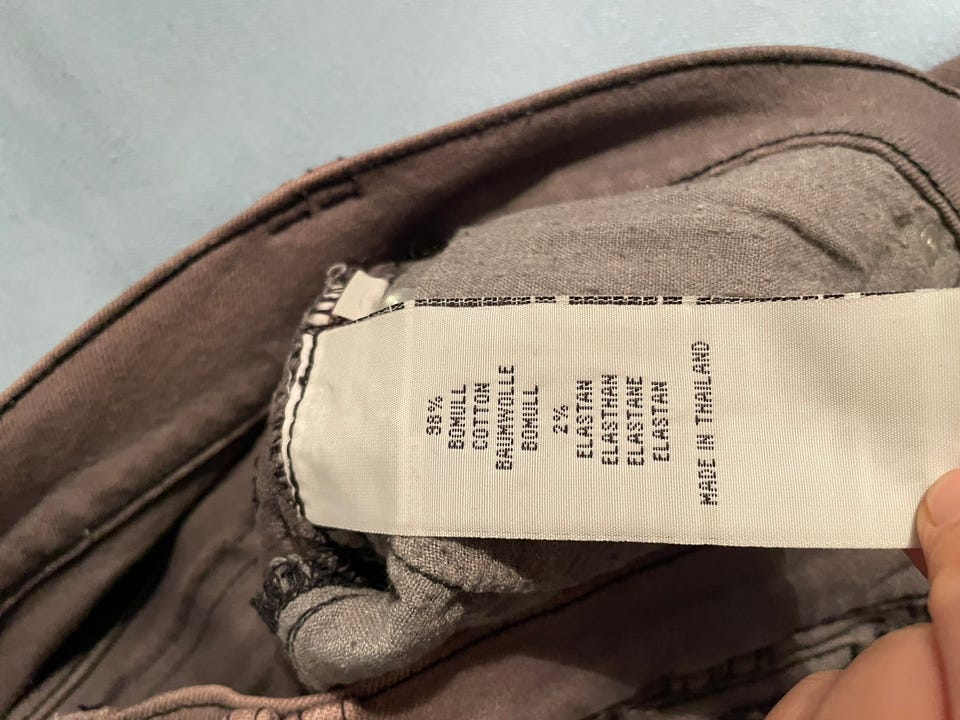 98%
BOMULL
COTTON
BAUMWOLLE
BOMULL
2%
ELASTAN
ELASTHAN
ELASTANE
ELASTAN
MADE IN THAILAND